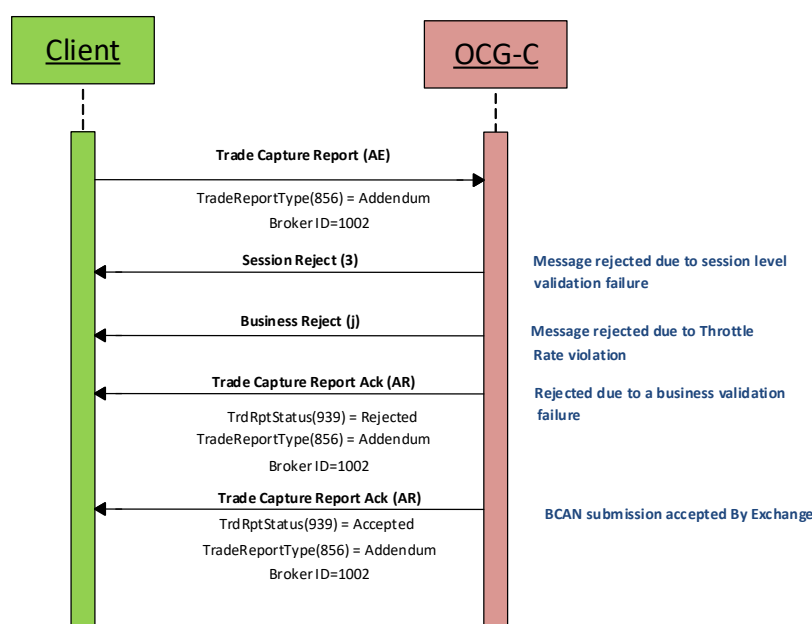 Client
OCG-C
Trade Capture Report (AE)
TradeReportType(856) = Addendum
Broker ID=1002
Session Reject (3)
Message rejected due to session level
validation failure
Business Reject (j)
Message rejected due to Throttle
Rate violation
Trade Capture Report Ack (AR)
Rejected due to a business validation
failure
TrdRptStatus(939) = Rejected
TradeReportType(856) = Addendum
Broker ID=1002
Trade Capture Report Ack (AR)
BCAN submission accepted By Exchange
TrdRptStatus(939) = Accepted
TradeReportType(856) = Addendum
Broker ID=1002